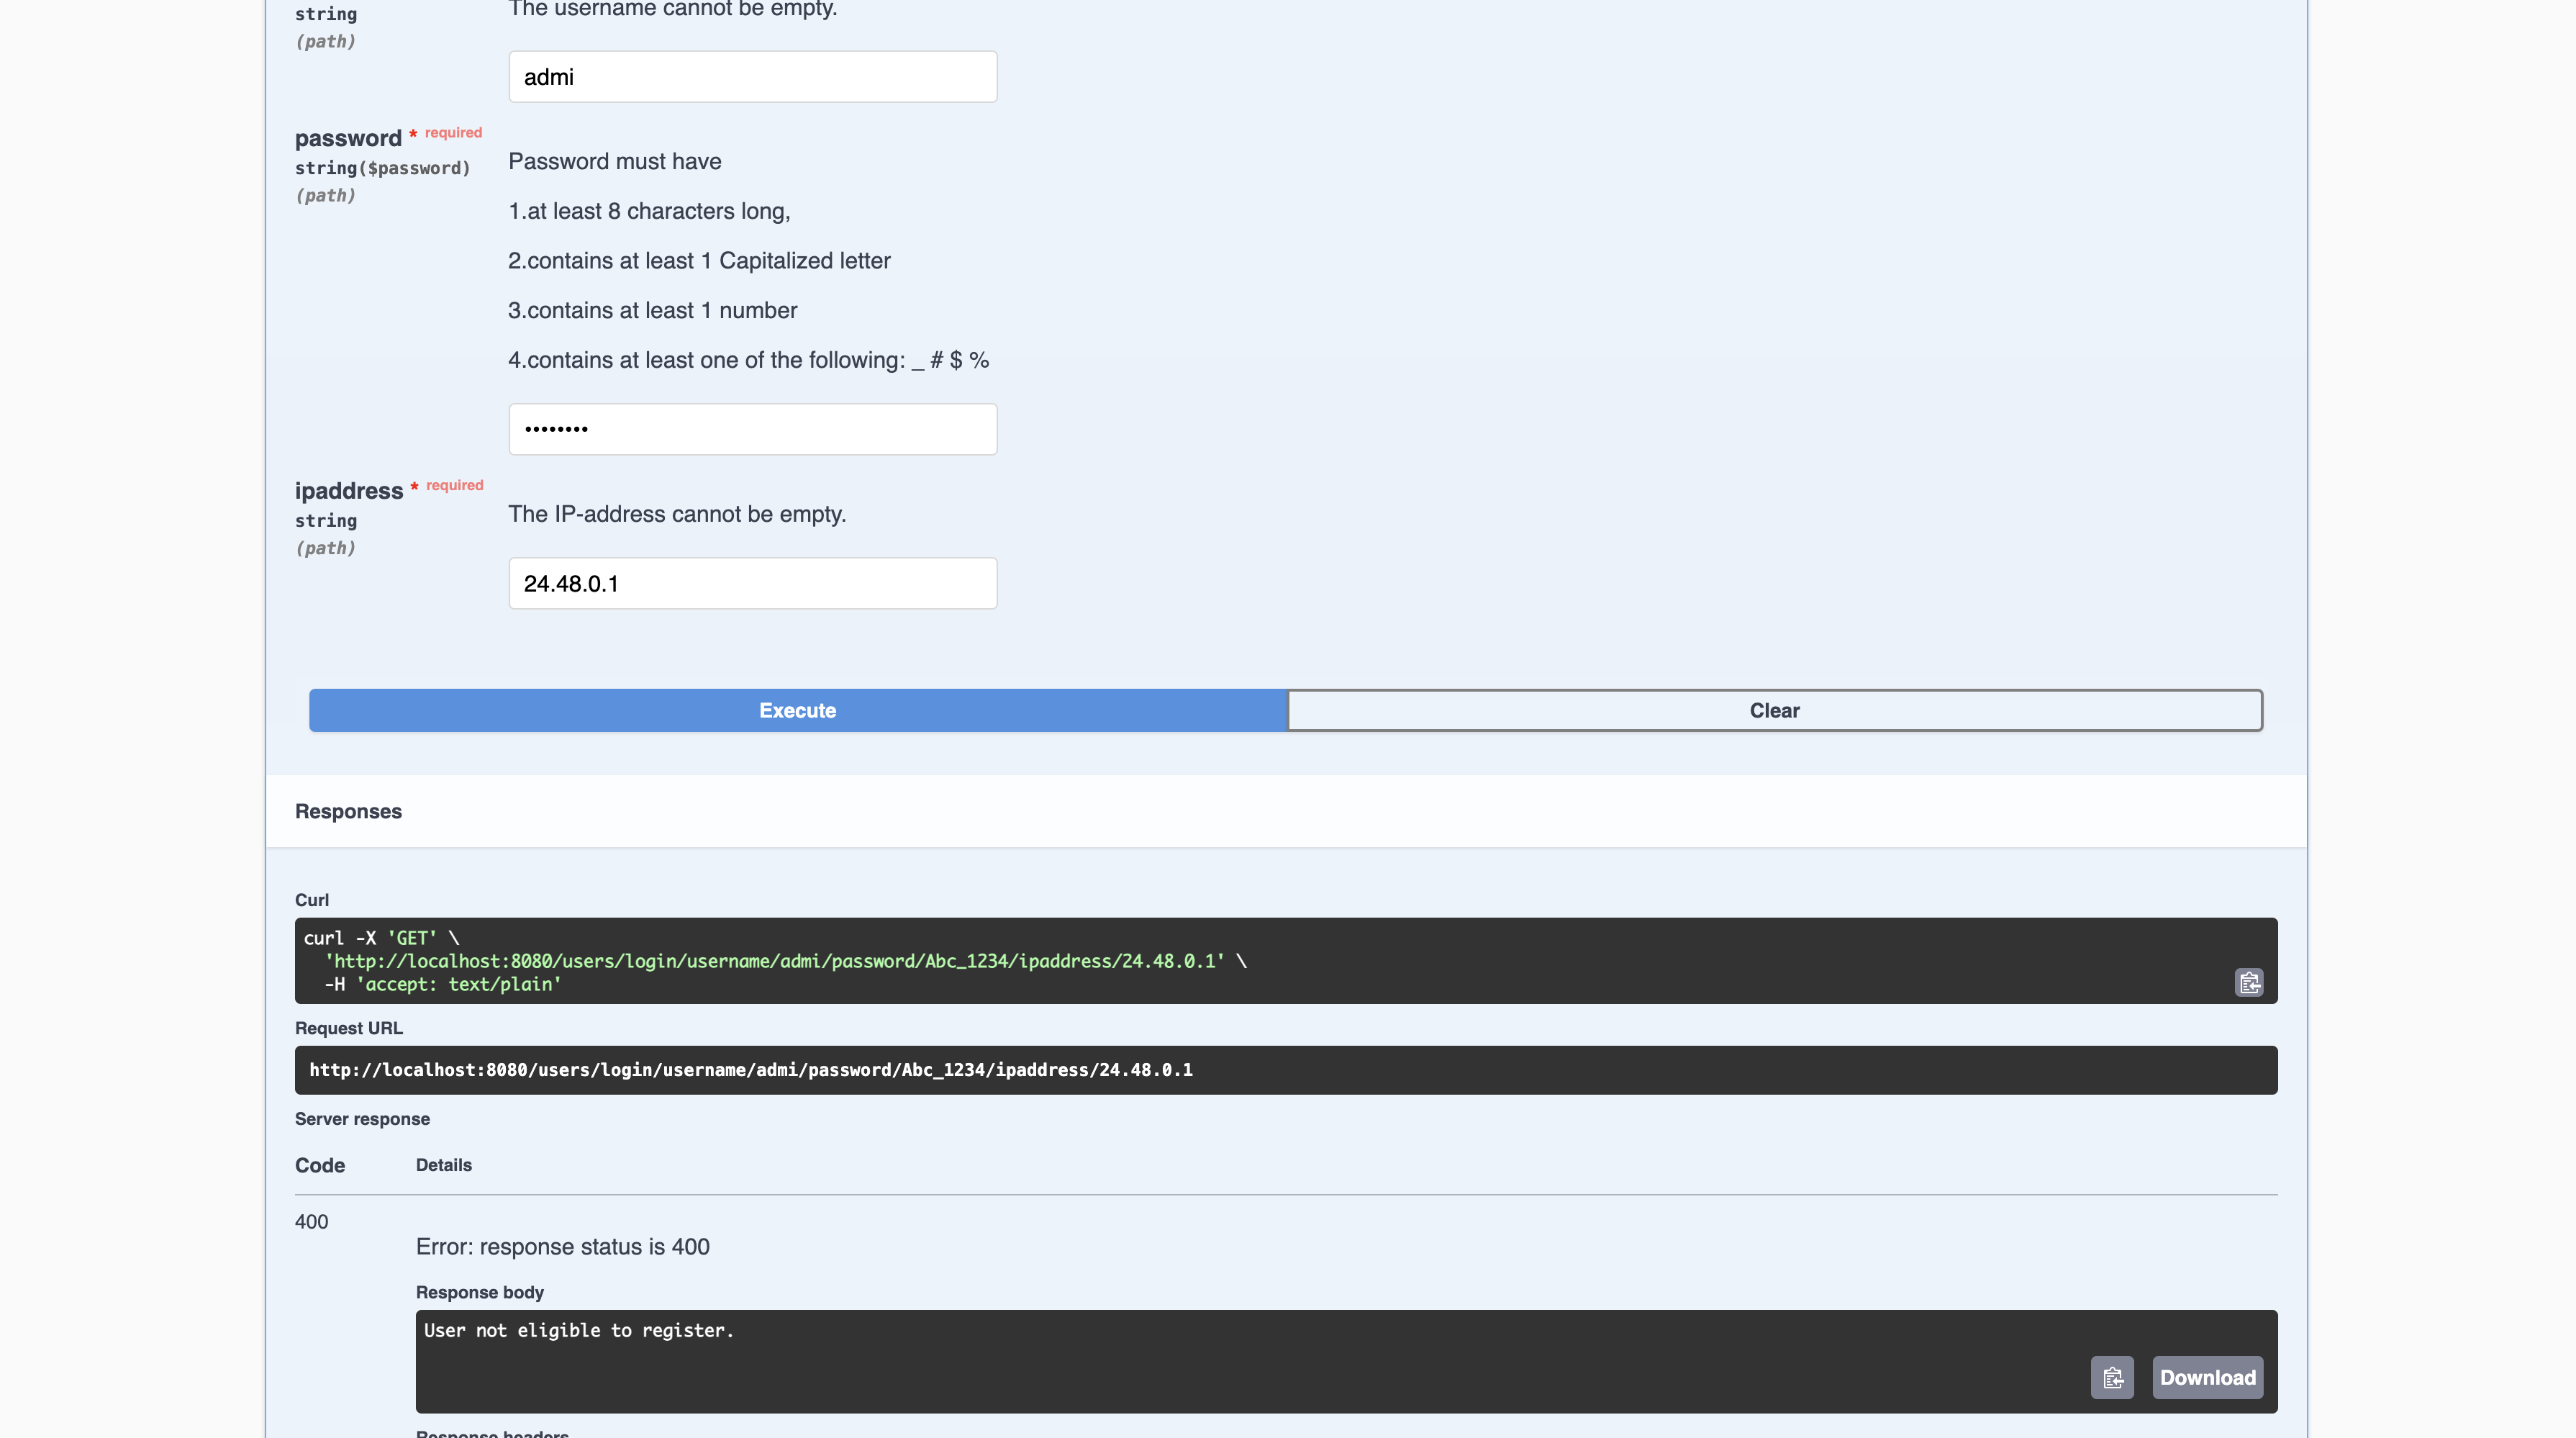 string
The username cannot be empty.
(path)
admi
password * required
string($password)
(path)
Password must have
1.at least 8 characters long,
2.contains at least 1 Capitalized letter
3.contains at least 1 number
4.contains at least one of the following: _ # $ %
••••••••
ipaddress * required
string
(path)
The IP-address cannot be empty.
24.48.0.1
Execute
Clear
Responses
Curl
curl -X 'GET' \
'http://localhost:8080/users/login/username/admi/password/Abc_1234/ipaddress/24.48.0.1' \
-H 'accept: text/plain'
Request URL
http://localhost:8080/users/login/username/admi/password/Abc_1234/ipaddress/24.48.0.1
Server response
Code
Details
400
Error: response status is 400
Response body
User not eligible to register.
Download
Response headers